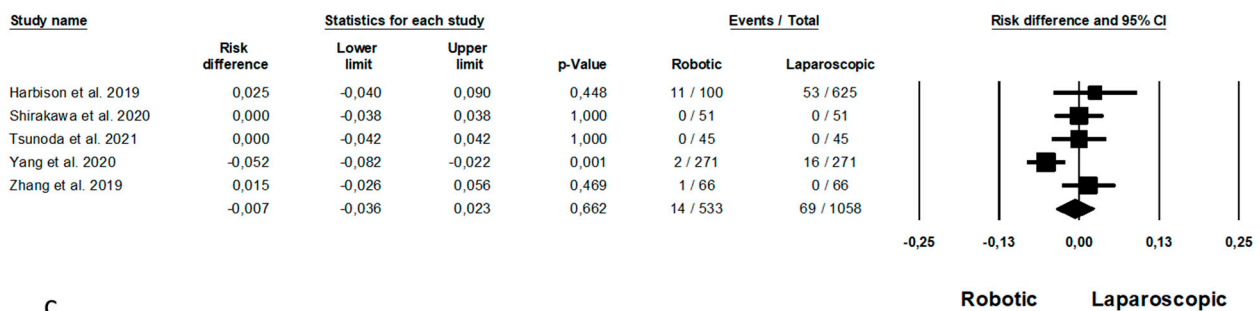 Study name Statistics for each study Events / Total Risk difference and 95% CI
Risk difference Lower limit Upper limit p-Value Robotic Laparoscopic
Harbison et al. 2019 0,025 -0,040 0,090 0,448 11 / 100 53 / 625
Shirakawa et al. 2020 0,000 -0,038 0,038 1,000 0 / 51 0 / 51
Tsunoda et al. 2021 0,000 -0,042 0,042 1,000 0 / 45 0 / 45
Yang et al. 2020 -0,052 -0,082 -0,022 0,001 2 / 271 16 / 271
Zhang et al. 2019 0,015 -0,026 0,056 0,469 1 / 66 0 / 66
-0,007 -0,036 0,023 0,662 14 / 533 69 / 1058
-0,25 -0,13 0,00 0,13 0,25
Robotic Laparoscopic